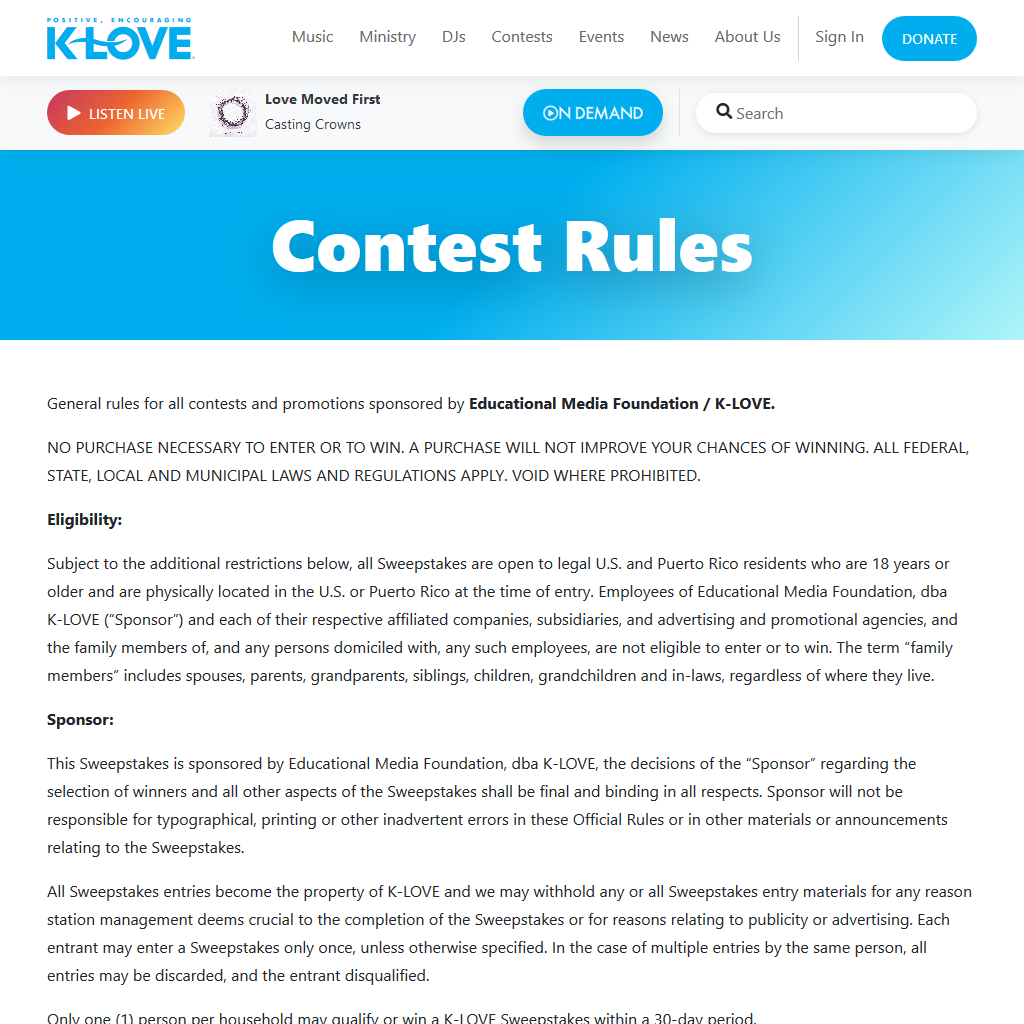 POSITIVE, ENCOURAGING
K-LOVE
Music Ministry DJs Contests Events News About Us Sign In DONATE
LISTEN LIVE
Love Moved First
Casting Crowns
ON DEMAND
Search
Contest Rules
General rules for all contests and promotions sponsored by Educational Media Foundation / K-LOVE.
NO PURCHASE NECESSARY TO ENTER OR TO WIN. A PURCHASE WILL NOT IMPROVE YOUR CHANCES OF WINNING. ALL FEDERAL,
STATE, LOCAL AND MUNICIPAL LAWS AND REGULATIONS APPLY. VOID WHERE PROHIBITED.
Eligibility:
Subject to the additional restrictions below, all Sweepstakes are open to legal U.S. and Puerto Rico residents who are 18 years or
older and are physically located in the U.S. or Puerto Rico at the time of entry. Employees of Educational Media Foundation, dba
K-LOVE (“Sponsor”) and each of their respective affiliated companies, subsidiaries, and advertising and promotional agencies, and
the family members of, and any persons domiciled with, any such employees, are not eligible to enter or to win. The term “family
members” includes spouses, parents, grandparents, siblings, children, grandchildren and in-laws, regardless of where they live.
Sponsor:
This Sweepstakes is sponsored by Educational Media Foundation, dba K-LOVE, the decisions of the “Sponsor” regarding the
selection of winners and all other aspects of the Sweepstakes shall be final and binding in all respects. Sponsor will not be
responsible for typographical, printing or other inadvertent errors in these Official Rules or in other materials or announcements
relating to the Sweepstakes.
All Sweepstakes entries become the property of K-LOVE and we may withhold any or all Sweepstakes entry materials for any reason
station management deems crucial to the completion of the Sweepstakes or for reasons relating to publicity or advertising. Each
entrant may enter a Sweepstakes only once, unless otherwise specified. In the case of multiple entries by the same person, all
entries may be discarded, and the entrant disqualified.
Only one (1) person per household may qualify or win a K-LOVE Sweepstakes within a 30-day period.